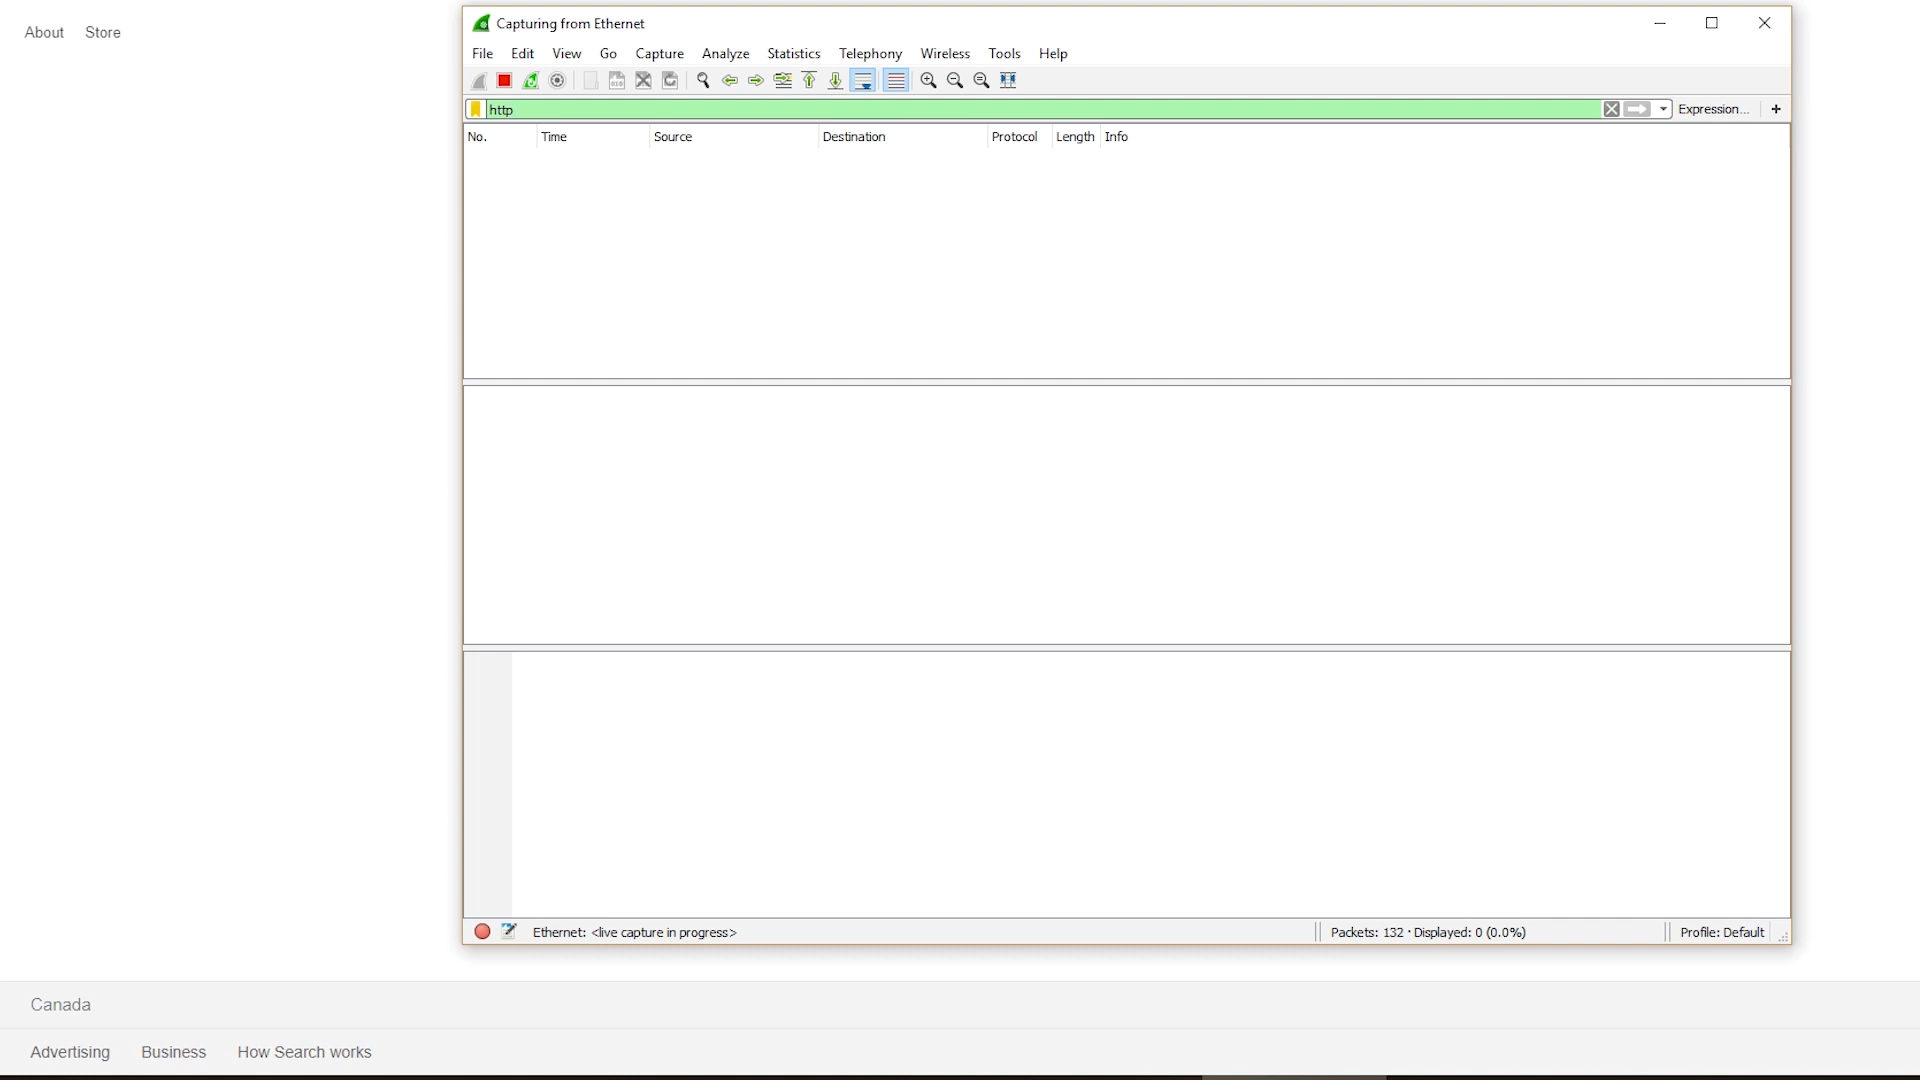 About Store
Capturing from Ethernet
File Edit View Go Capture Analyze Statistics Telephony Wireless Tools Help
http
Expression... +
No. Time Source Destination Protocol Length Info
Ethernet: <live capture in progress>
Packets: 132 · Displayed: 0 (0.0%)
Profile: Default
Canada
Advertising Business How Search works